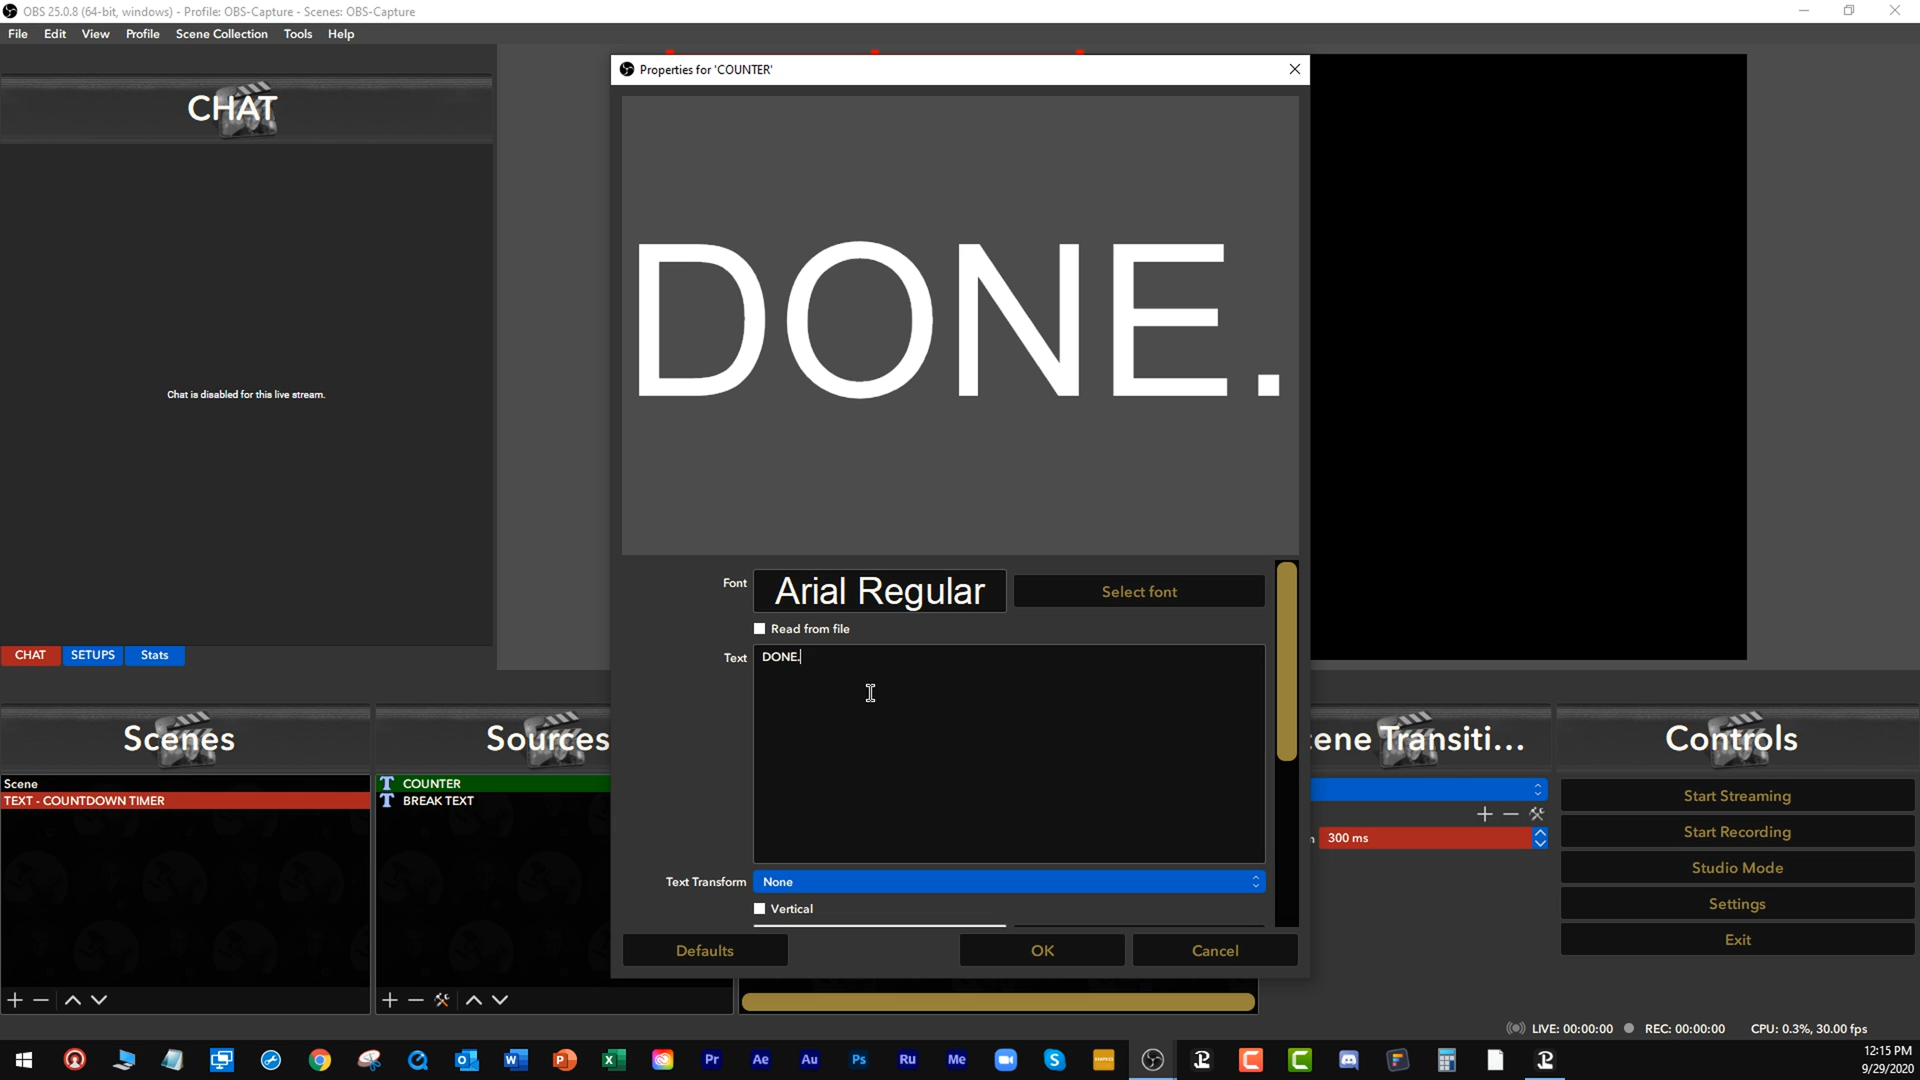 OBS 25.0.8 (64-bit, windows) - Profile: OBS-Capture - Scenes: OBS-Capture
File Edit View Profile Scene Collection Tools Help
Properties for 'COUNTER'
CHAT
DONE.
Chat is disabled for this live stream.
Font Arial Regular Select font
Read from file
Text DONE.
CHAT SETUPS Stats
Scenes
Scene
TEXT - COUNTDOWN TIMER
Sources
COUNTER
BREAK TEXT
Text Transform None
Vertical
Defaults OK Cancel
cene Transiti...
n 300 ms
Controls
Start Streaming
Start Recording
Studio Mode
Settings
Exit
LIVE: 00:00:00 REC: 00:00:00 CPU: 0.3%, 30.00 fps
Pr Ae Au Ps Ru Me
12:15 PM
9/29/2020